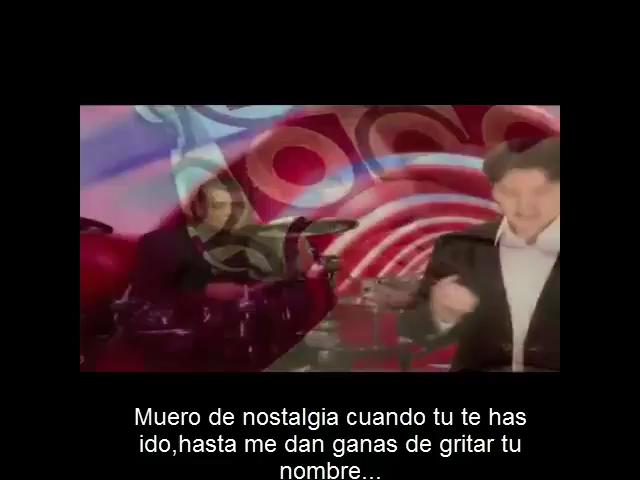 Muero de nostalgia cuando tu te has
ido,hasta me dan ganas de gritar tu
nombre...